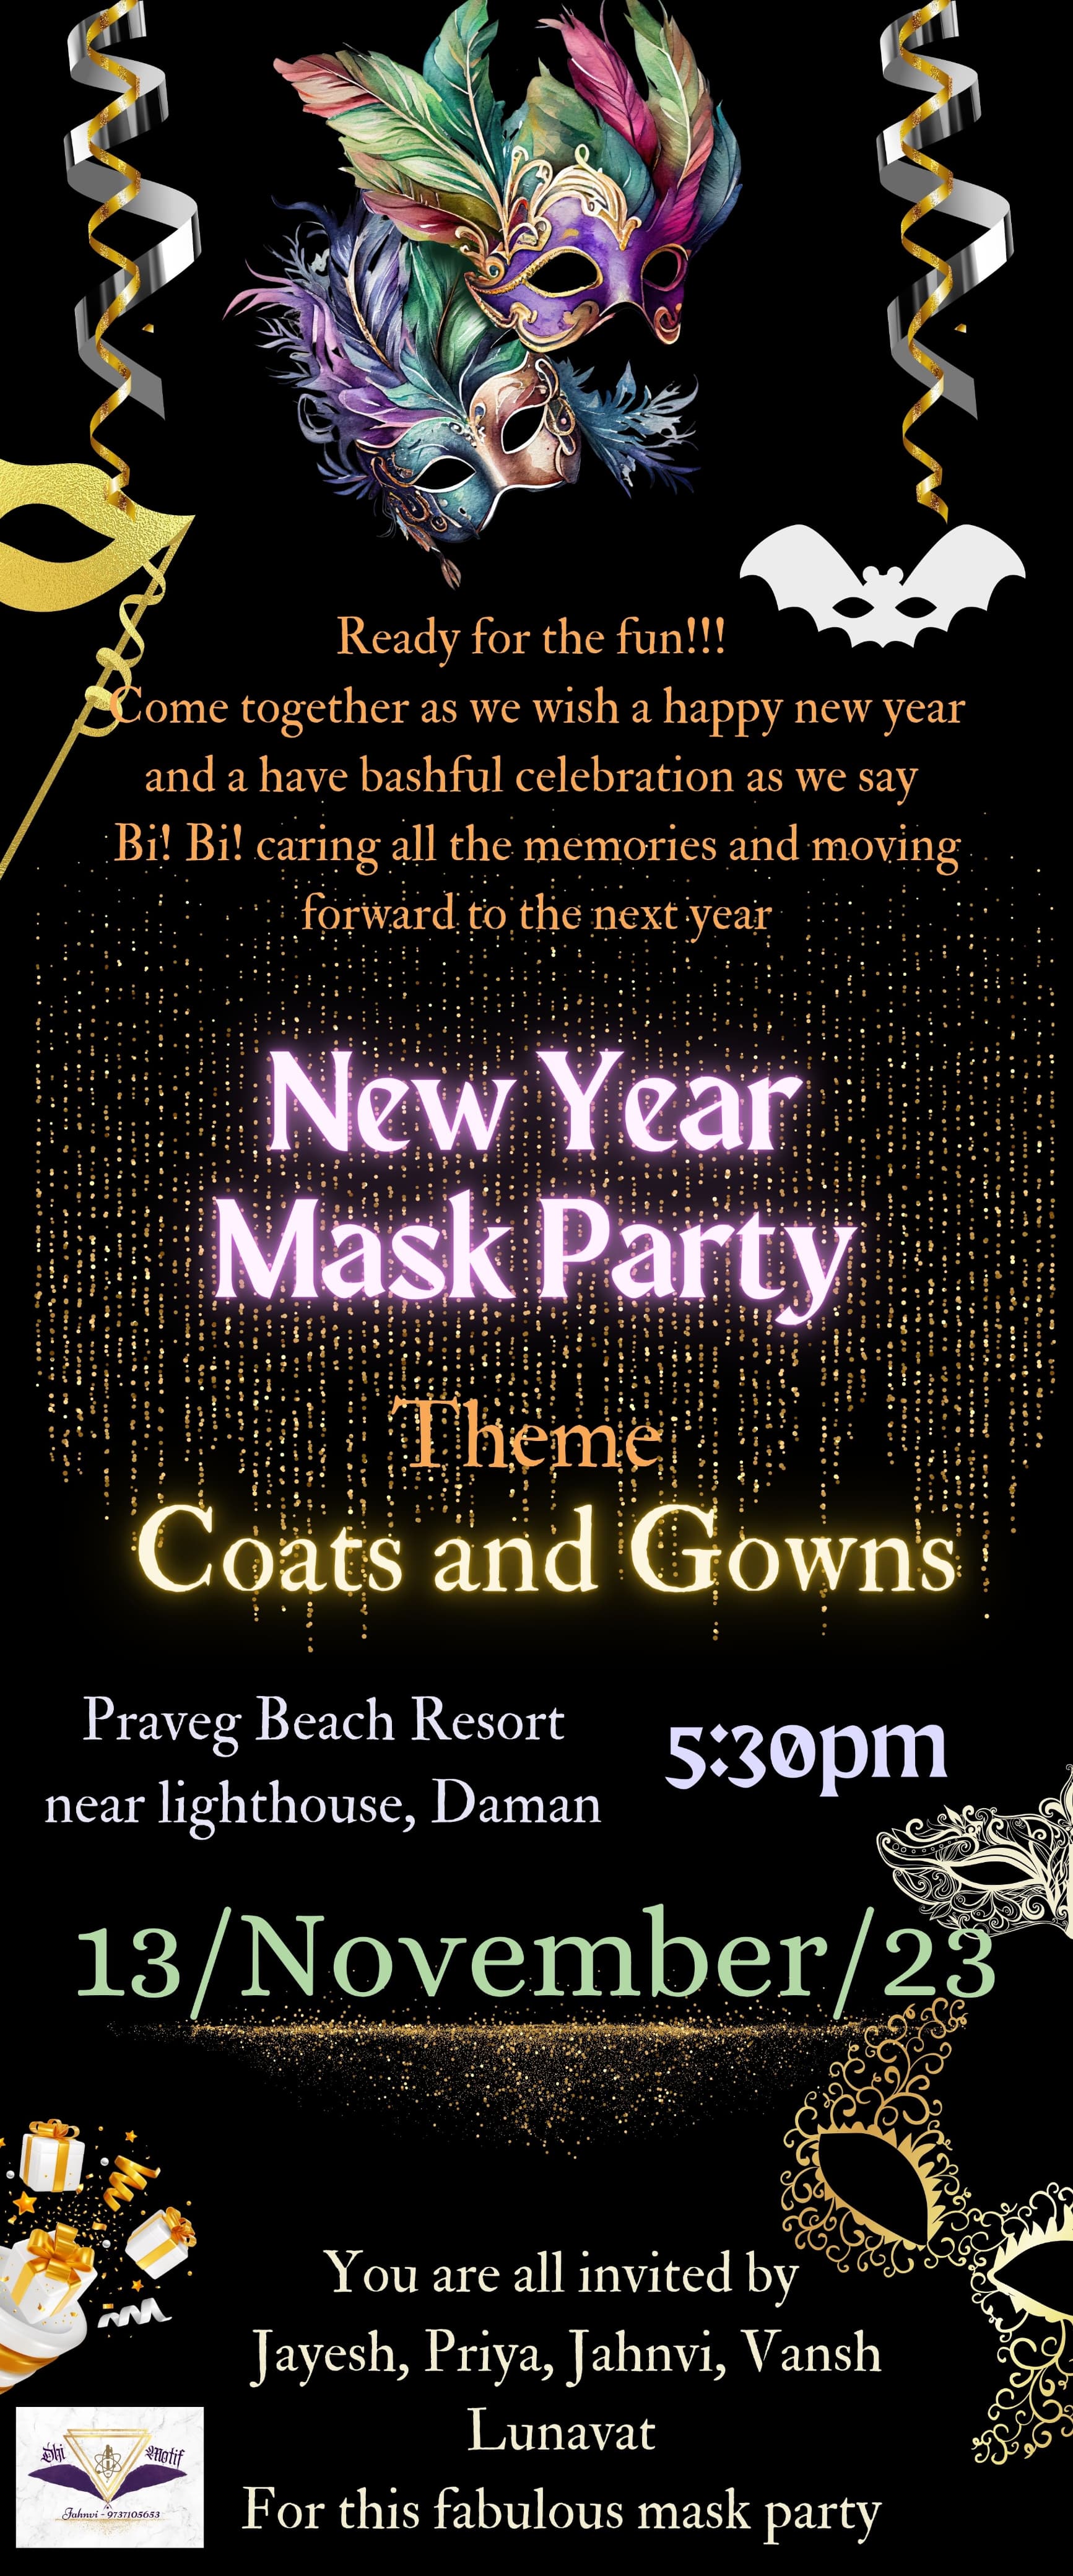 Ready for the fun!!!
Come together as we wish a happy new year
and a have bashful celebration as we say
Bi! Bi! caring all the memories and moving
forward to the next year
New Year
Mask Party
Theme
Coats and Gowns
Praveg Beach Resort
near lighthouse, Daman
5:30pm
13/November/23
You are all invited by
Jayesh, Priya, Jahnvi, Vansh
Lunavat
For this fabulous mask party
Motif
Jahnvi - 9737105653